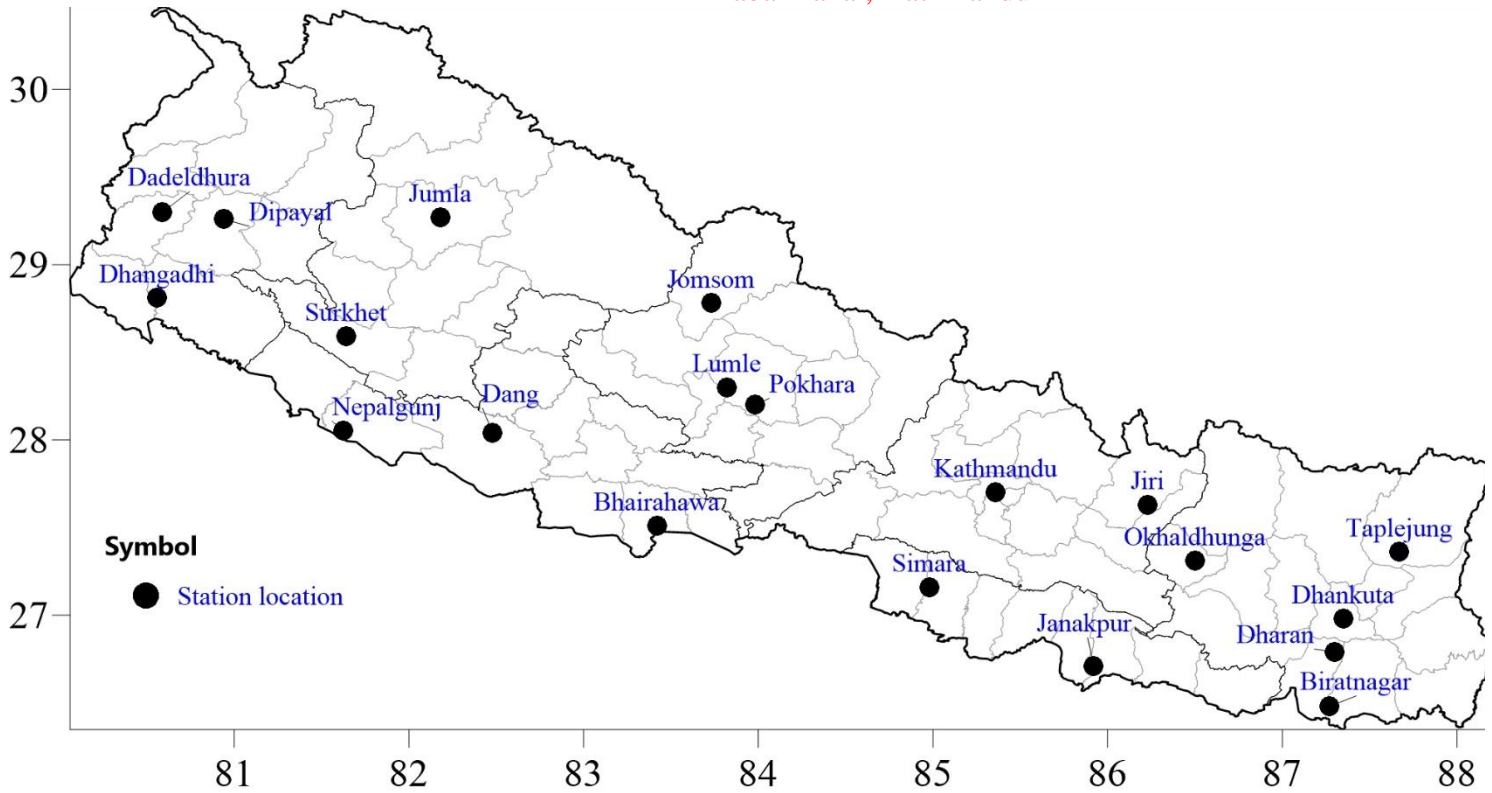 30
Dadeldhura
Jumla
Dipayal
29
Dhangadhi
Jomsom
Surkhet
Lumle
Pokhara
Dang
Nepalgunj
28
Kathmandu
Jiri
Bhairahawa
Okhaldhunga
Taplejung
Symbol
Simara
Station location
Dhankuta
27
Janakpur
Dharan
Biratnagar
81 82 83 84 85 86 87 88